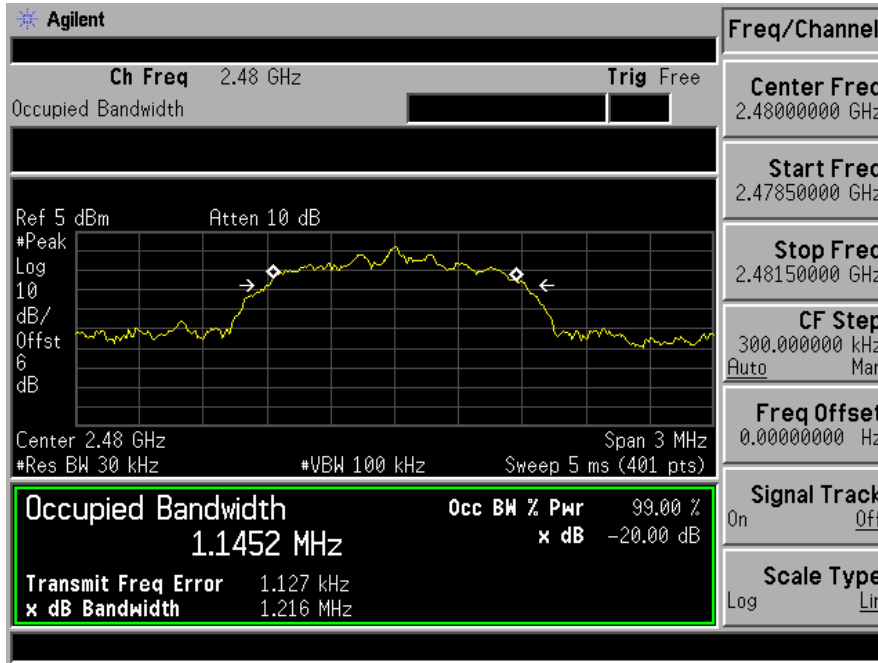 Agilent
Freq/Channel
Ch Freq 2.48 GHz Trig Free
Occupied Bandwidth
Center Freq
2.48000000 GHz
Start Freq
2.47850000 GHz
Ref 5 dBm Atten 10 dB
#Peak
Log
10
dB/
Offst
6
dB
Stop Freq
2.48150000 GHz
CF Step
300.000000 kHz
Auto Man
Freq Offset
0.00000000 Hz
Center 2.48 GHz Span 3 MHz
#Res BW 30 kHz #VBW 100 kHz Sweep 5 ms (401 pts)
Signal Track
On Off
Occupied Bandwidth Occ BW % Pwr 99.00 %
1.1452 MHz x dB -20.00 dB
Transmit Freq Error 1.127 kHz
x dB Bandwidth 1.216 MHz
Scale Type
Log Lin